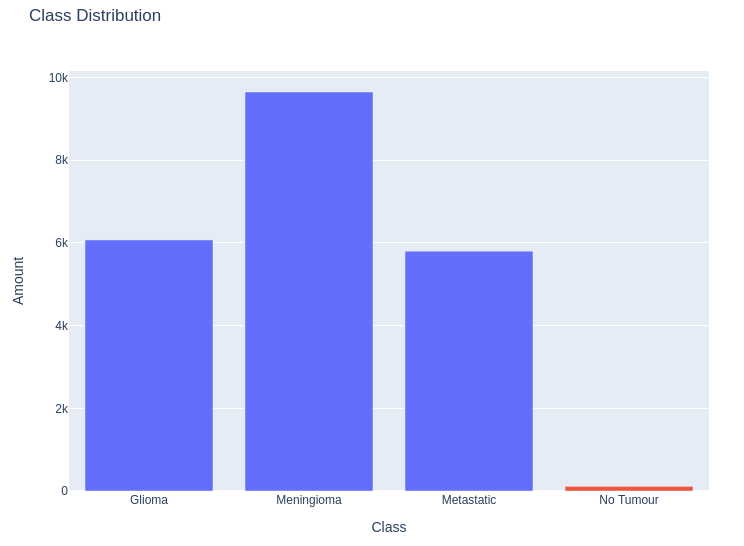 Class Distribution
10k
8k
6k
4k
2k
0
Amount
Glioma Meningioma Metastatic No Tumour
Class